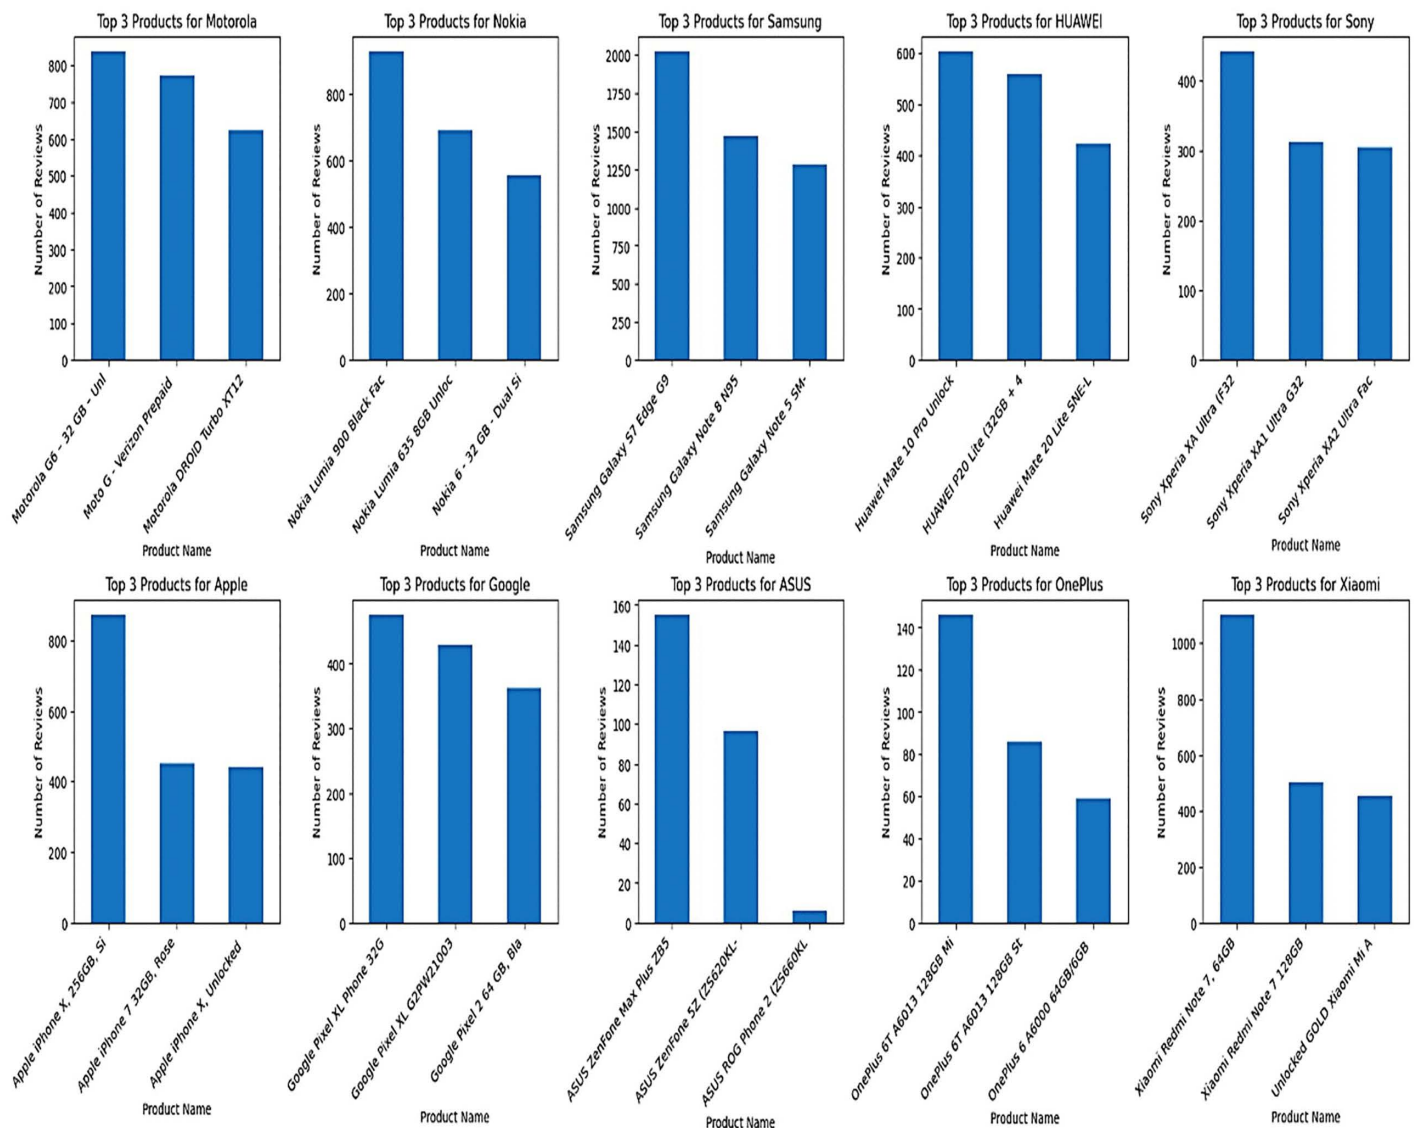 Top 3 Products for Motorola
Number of Reviews
800
700
600
500
400
300
200
100
0
Motorola G6 - 32 GB - Unl
Moto G - Verizon Prepaid
Motorola DROID Turbo XT12
Product Name
Top 3 Products for Nokia
Number of Reviews
800
600
400
200
0
Nokia Lumia 900 Black Fac
Nokia Lumia 635 8GB Unloc
Nokia 6 - 32 GB - Dual Si
Product Name
Top 3 Products for Samsung
Number of Reviews
2000
1750
1500
1250
1000
750
500
250
0
Samsung Galaxy S7 Edge G9
Samsung Galaxy Note 8 N95
Samsung Galaxy Note 5 SM-
Product Name
Top 3 Products for HUAWEI
Number of Reviews
600
500
400
300
200
100
0
Huawei Mate 10 Pro Unlock
HUAWEI P20 Lite (32GB + 4
Huawei Mate 20 Lite SNE-L
Product Name
Top 3 Products for Sony
Number of Reviews
400
300
200
100
0
Sony Xperia XA Ultra (F32
Sony Xperia XA1 Ultra G32
Sony Xperia XA2 Ultra Fac
Product Name
Top 3 Products for Apple
Number of Reviews
800
600
400
200
0
Apple iPhone X, 256GB, Si
Apple iPhone 7 32GB, Rose
Apple iPhone X, Unlocked
Product Name
Top 3 Products for Google
Number of Reviews
400
300
200
100
0
Google Pixel XL Phone 32G
Google Pixel XL G2PW21003
Google Pixel 2 64 GB, Bla
Product Name
Top 3 Products for ASUS
Number of Reviews
160
140
120
100
80
60
40
20
0
ASUS ZenFone Max Plus ZB5
ASUS ZenFone 5Z (ZS620KL-
ASUS ROG Phone 2 (ZS660KL
Product Name
Top 3 Products for OnePlus
Number of Reviews
140
120
100
80
60
40
20
0
OnePlus 6T A6013 128GB Mi
OnePlus 6T A6013 128GB St
OnePlus 6 A6000 64GB/6GB
Product Name
Top 3 Products for Xiaomi
Number of Reviews
1000
800
600
400
200
0
Xiaomi Redmi Note 7, 64GB
Xiaomi Redmi Note 7 128GB
Unlocked GOLD Xiaomi Mi A
Product Name